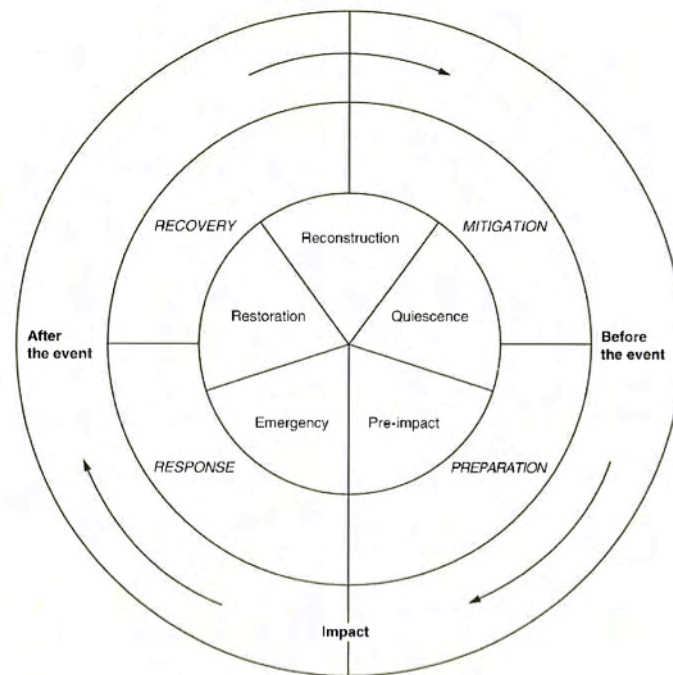 RECOVERY
MITIGATION
Reconstruction
Restoration
Quiescence
After
the event
Before
the event
Emergency
Pre-impact
RESPONSE
PREPARATION
Impact